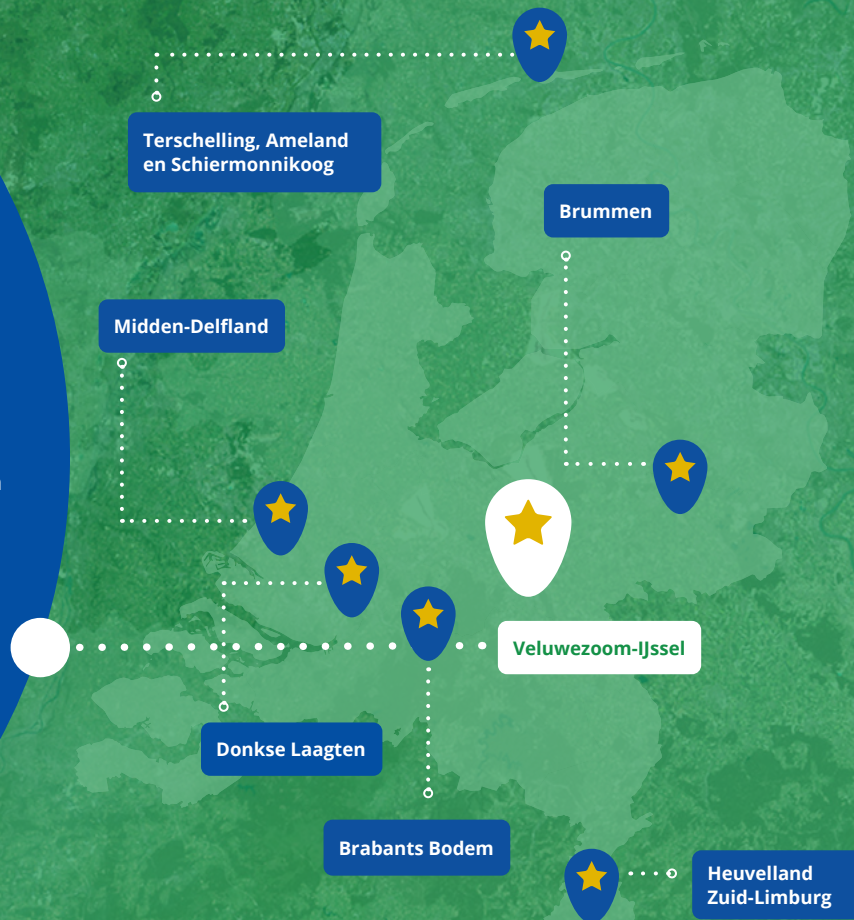 Terschelling, Ameland
en Schiermonnikoog
Brummen
Midden-Delfland
Veluwezoom-IJssel
Donkse Laagten
Brabants Bodem
Heuvelland
Zuid-Limburg